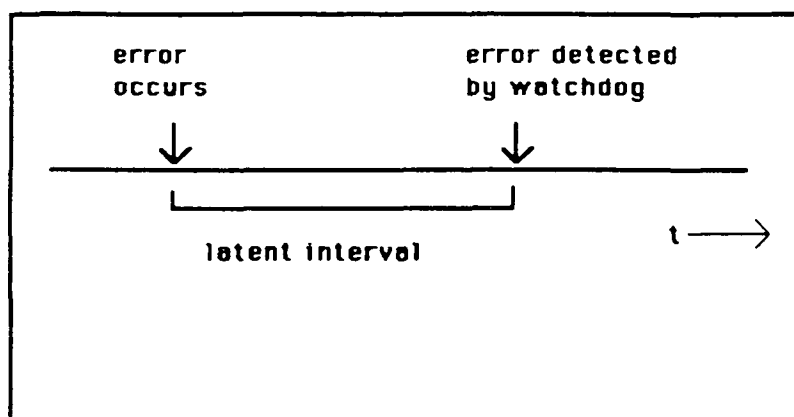 error
occurs
error detected
by watchdog
latent interval
t